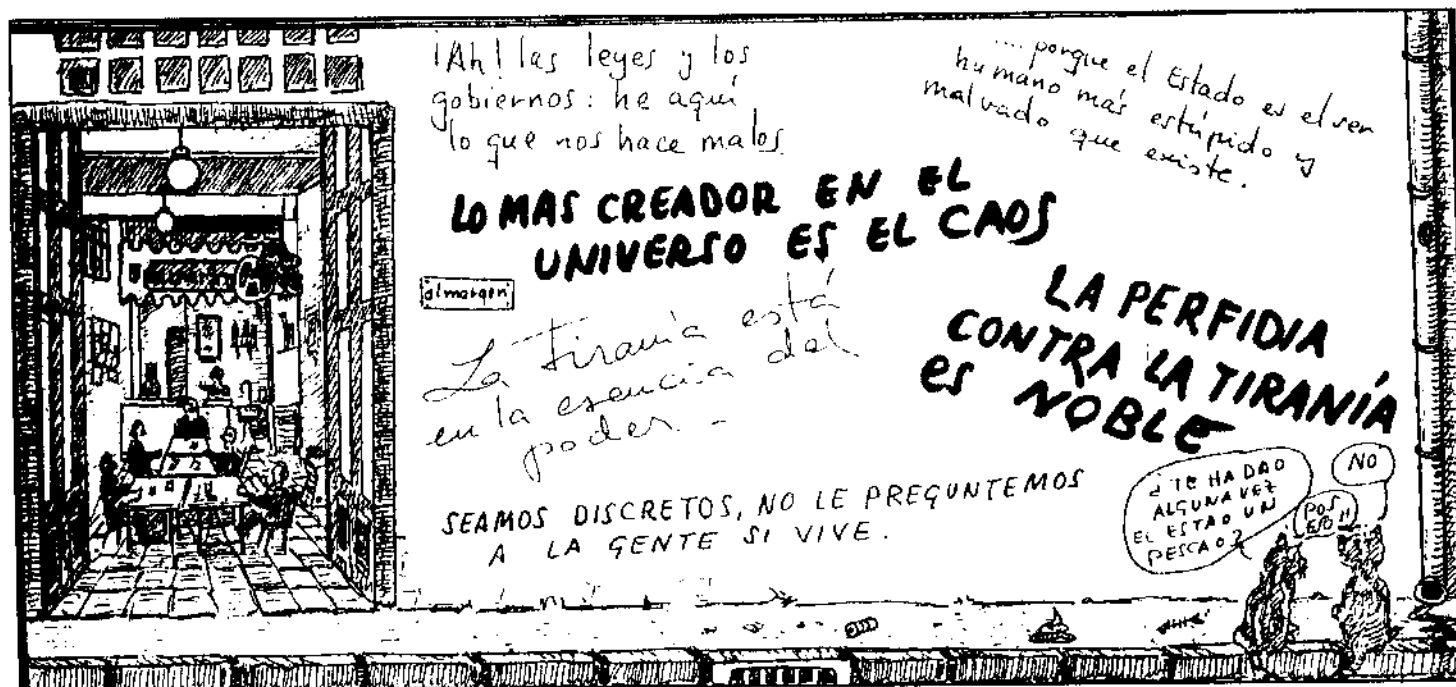 ¡Ah! las leyes y los
gobiernos: he aquí
lo que nos hace malos
.... porque el Estado es el ser
humano más estúpido y
malvado que existe.
LO MAS CREADOR EN EL
UNIVERSO ES EL CAOS
al margen
La tiranía está
en la esencia del
poder. -
LA PERFIDIA
CONTRA LA TIRANÍA
es NOBLE
SEAMOS DISCRETOS, NO LE PREGUNTEMOS
A LA GENTE SI VIVE.
¿TE HA DAO
ALGUNA VEZ
EL ESTAO UN
PESCAO?
NO
POS
ESO!!